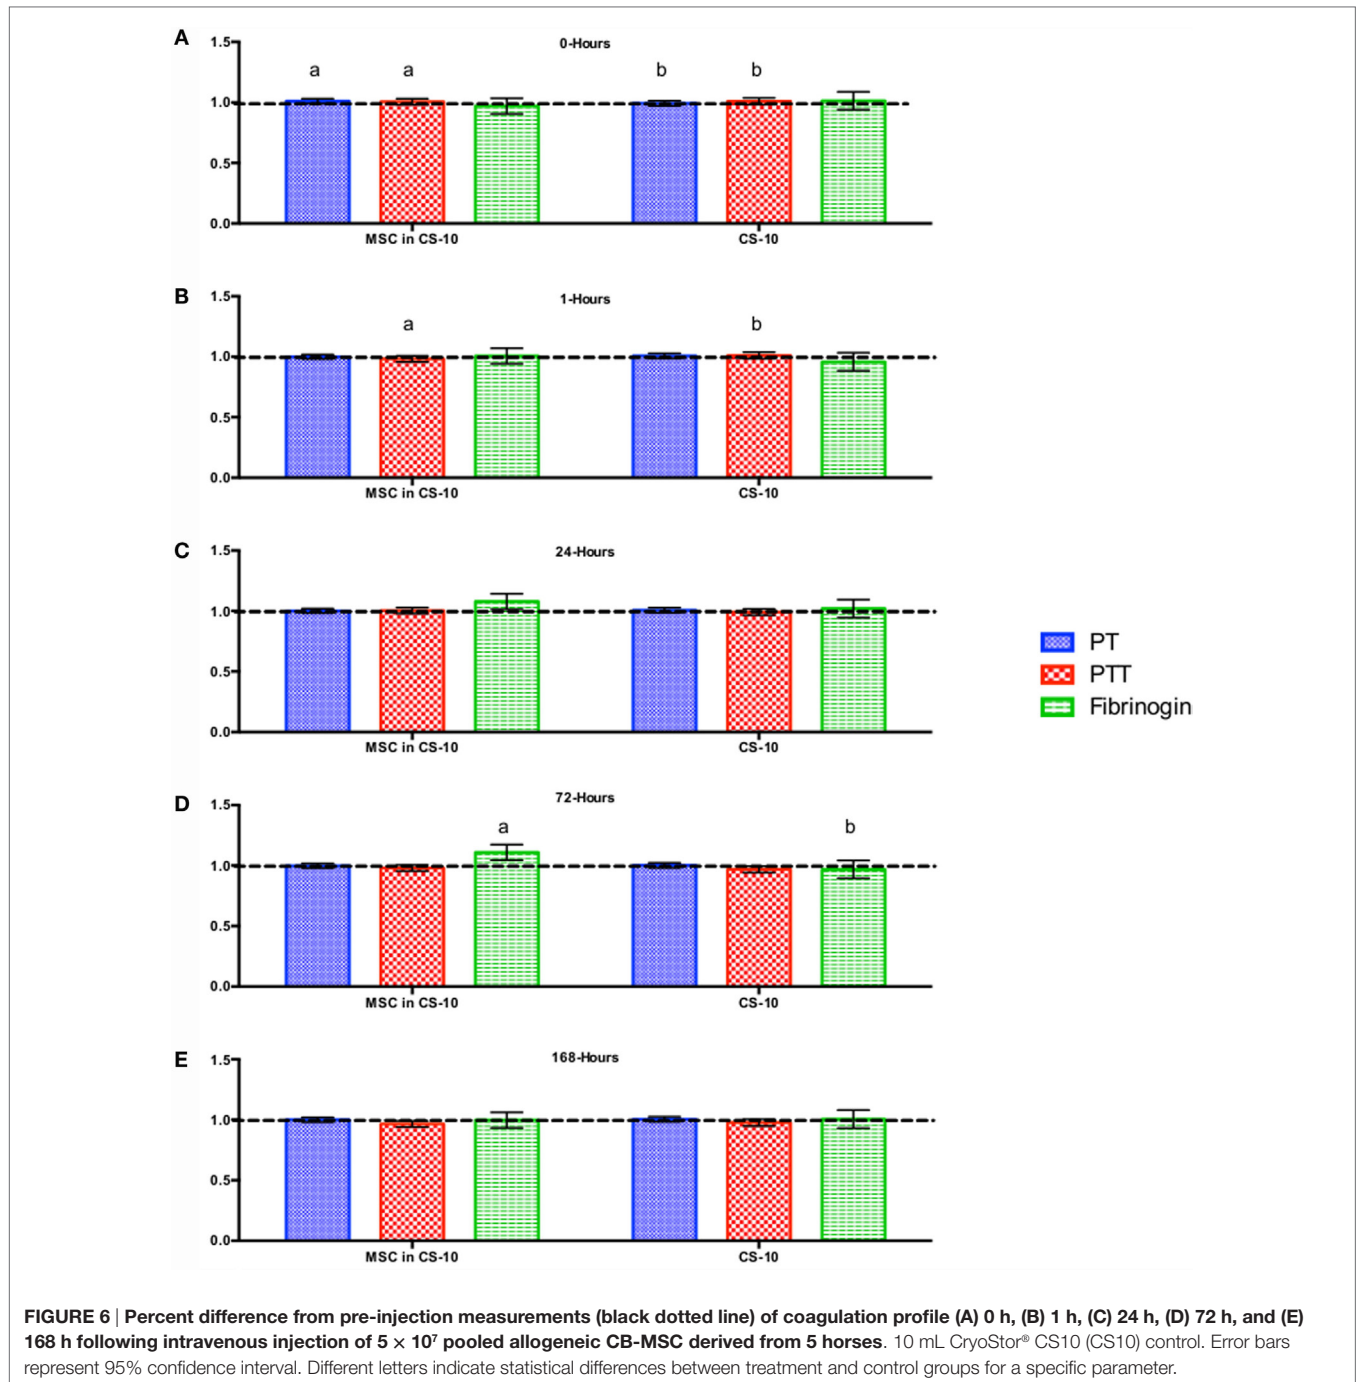 A
0-Hours
1.5
a a b b
1.0
0.5
0.0
MSC in CS-10 CS-10
B
1-Hours
1.5
a b
1.0
0.5
0.0
MSC in CS-10 CS-10
C
24-Hours
1.5
1.0
0.5
0.0
MSC in CS-10 CS-10
PT
PTT
Fibrinogin
D
72-Hours
1.5
a b
1.0
0.5
0.0
MSC in CS-10 CS-10
E
168-Hours
1.5
1.0
0.5
0.0
MSC in CS-10 CS-10
FIGURE 6 | Percent difference from pre-injection measurements (black dotted line) of coagulation profile (A) 0 h, (B) 1 h, (C) 24 h, (D) 72 h, and (E)
168 h following intravenous injection of 5 × 10⁷ pooled allogeneic CB-MSC derived from 5 horses. 10 mL CryoStor® CS10 (CS10) control. Error bars
represent 95% confidence interval. Different letters indicate statistical differences between treatment and control groups for a specific parameter.